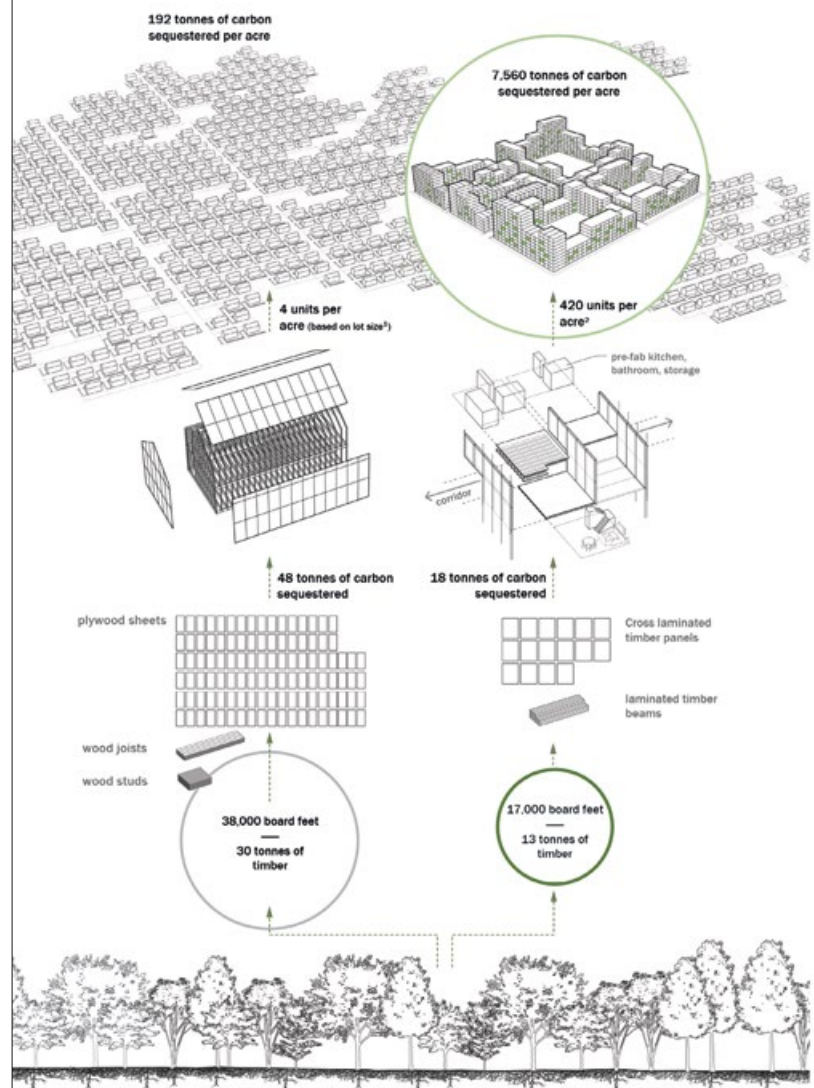 192 tonnes of carbon
sequestered per acre
7,560 tonnes of carbon
sequestered per acre
4 units per
acre (based on lot size³)
420 units per
acre²
pre-fab kitchen,
bathroom, storage
corridor
48 tonnes of carbon
sequestered
18 tonnes of carbon
sequestered
plywood sheets
Cross laminated
timber panels
laminated timber
beams
wood joists
wood studs
38,000 board feet
30 tonnes of
timber
17,000 board feet
13 tonnes of
timber